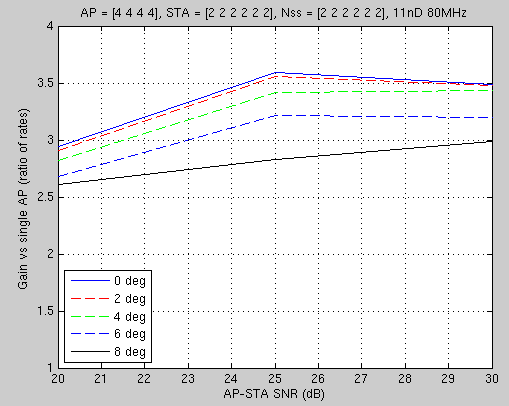 AP = [4 4 4 4], STA = [2 2 2 2 2 2], Nss = [2 2 2 2 2 2], 11nD 80MHz
4
3.5
3
2.5
2
1.5
1
Gain vs single AP (ratio of rates)
0 deg
2 deg
4 deg
6 deg
8 deg
20 21 22 23 24 25 26 27 28 29 30
AP-STA SNR (dB)